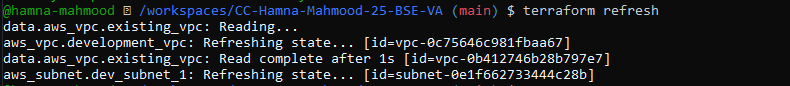 @hamna-mahmood /workspaces/CC-Hamna-Mahmood-25-BSE-VA (main) $ terraform refresh
data.aws_vpc.existing_vpc: Reading...
aws_vpc.development_vpc: Refreshing state... [id=vpc-0c75646c981fbaa67]
data.aws_vpc.existing_vpc: Read complete after 1s [id=vpc-0b412746b28b797e7]
aws_subnet.dev_subnet_1: Refreshing state... [id=subnet-0e1f662733444c28b]